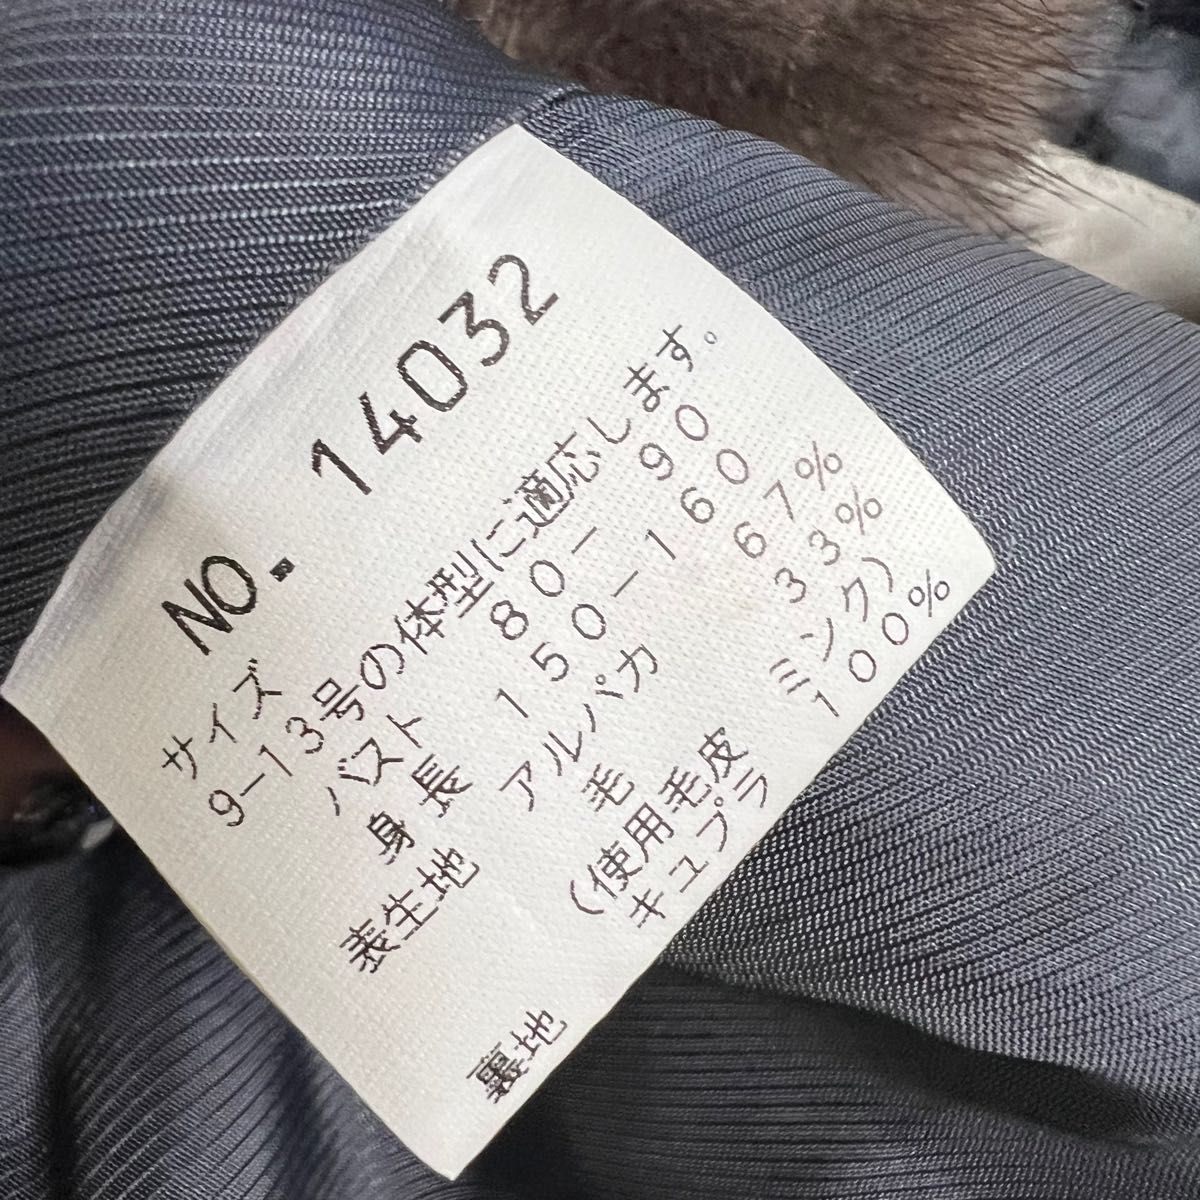 NO. 14032
サイズ
9-13号の体型に適応します。
バスト 80-90
身長 150-160
表生地 アルパカ 67%
毛 33%
(使用毛皮 ミンク)
裏地 キュプラ 100%